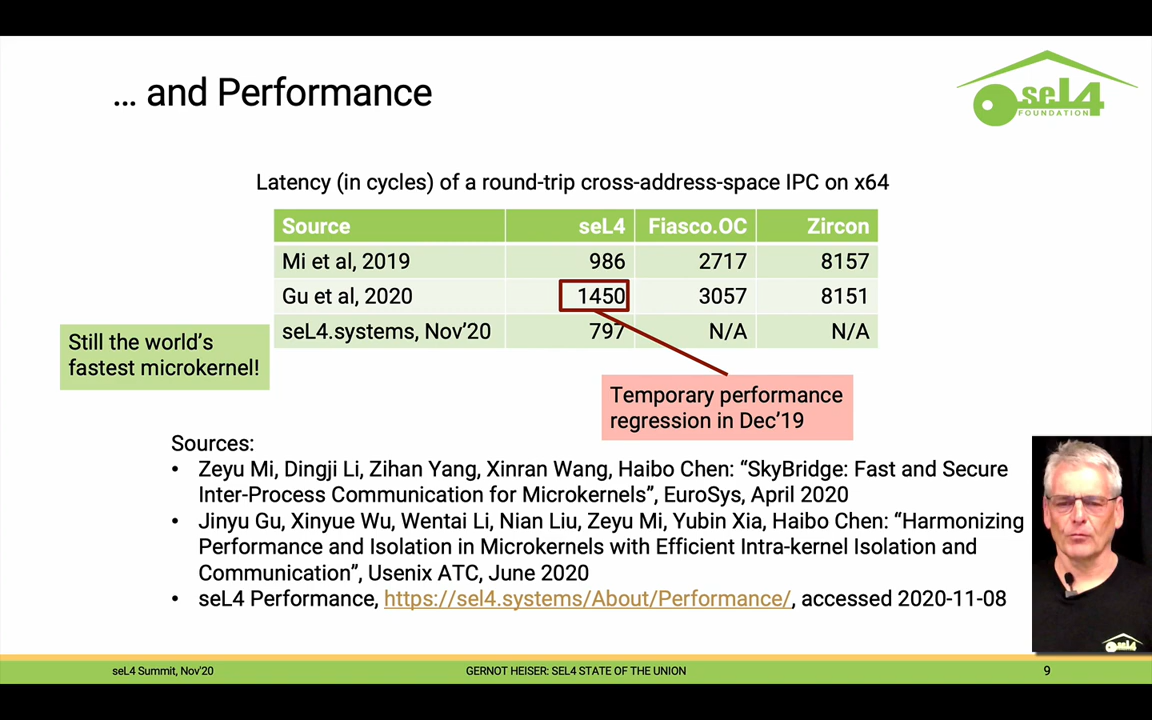 ... and Performance
seL4
FOUNDATION
Latency (in cycles) of a round-trip cross-address-space IPC on x64
Source seL4 Fiasco.OC Zircon
Mi et al, 2019 986 2717 8157
Gu et al, 2020 1450 3057 8151
seL4.systems, Nov'20 797 N/A N/A
Still the world's
fastest microkernel!
Temporary performance
regression in Dec'19
Sources:
• Zeyu Mi, Dingji Li, Zihan Yang, Xinran Wang, Haibo Chen: “SkyBridge: Fast and Secure
Inter-Process Communication for Microkernels”, EuroSys, April 2020
• Jinyu Gu, Xinyue Wu, Wentai Li, Nian Liu, Zeyu Mi, Yubin Xia, Haibo Chen: “Harmonizing
Performance and Isolation in Microkernels with Efficient Intra-kernel Isolation and
Communication”, Usenix ATC, June 2020
• seL4 Performance, https://sel4.systems/About/Performance/, accessed 2020-11-08
seL4
seL4 Summit, Nov'20 GERNOT HEISER: SEL4 STATE OF THE UNION 9